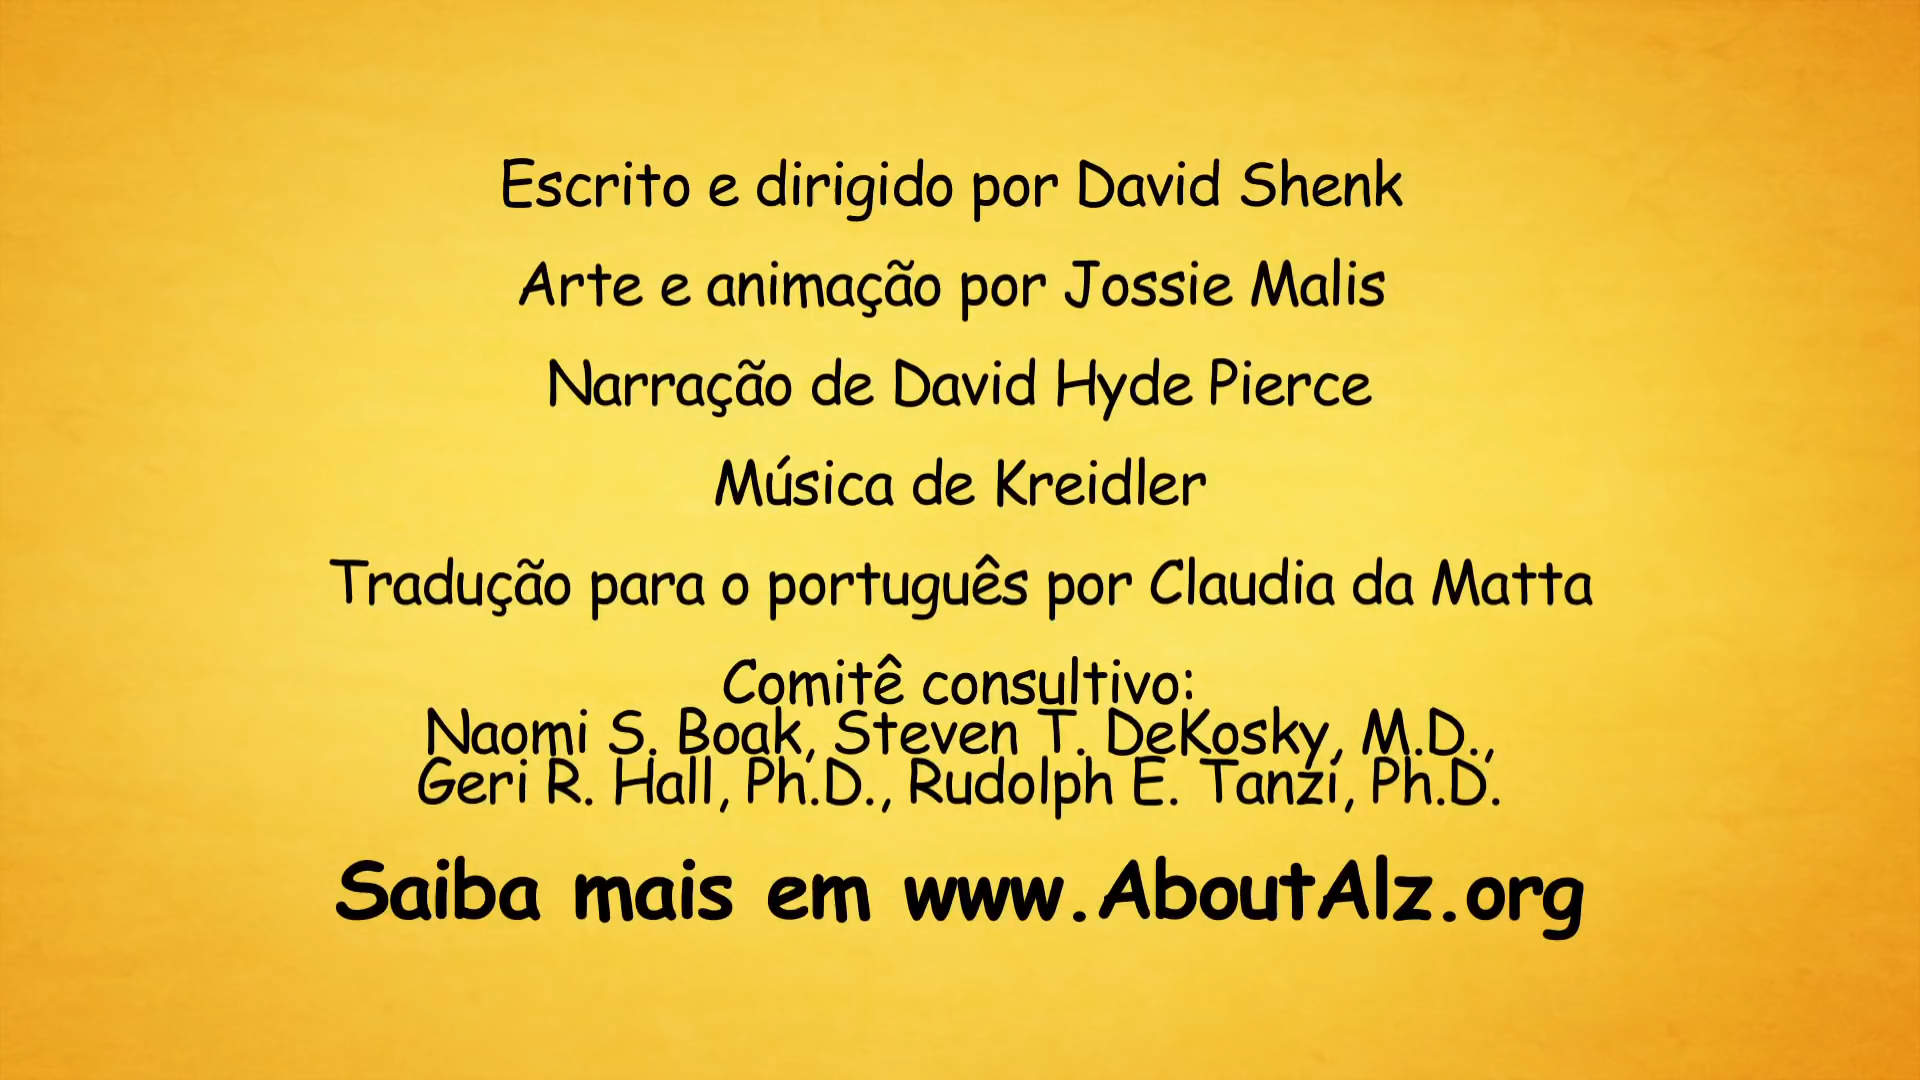 Escrito e dirigido por David Shenk
Arte e animação por Jossie Malis
Narração de David Hyde Pierce
Música de Kreidler
Tradução para o português por Claudia da Matta
Comitê consultivo:
Naomi S. Boak, Steven T. DeKosky, M.D.,
Geri R. Hall, Ph.D., Rudolph E. Tanzi, Ph.D.
Saiba mais em www.AboutAlz.org